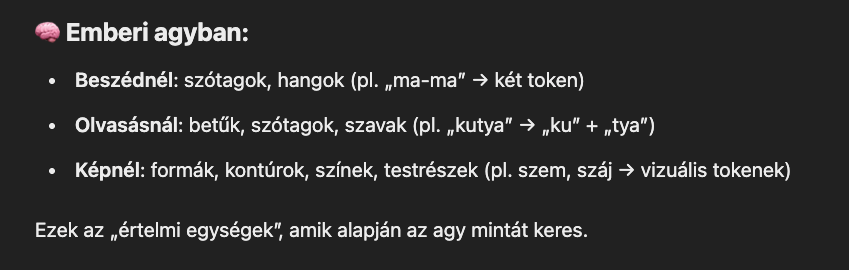 🧠 Emberi agyban:
• Beszédnél: szótagok, hangok (pl. „ma-ma” → két token)
• Olvasásnál: betűk, szótagok, szavak (pl. „kutya” → „ku” + „tya”)
• Képnél: formák, kontúrok, színek, testrészek (pl. szem, száj → vizuális tokenek)
Ezek az „értelmi egységek”, amik alapján az agy mintát keres.